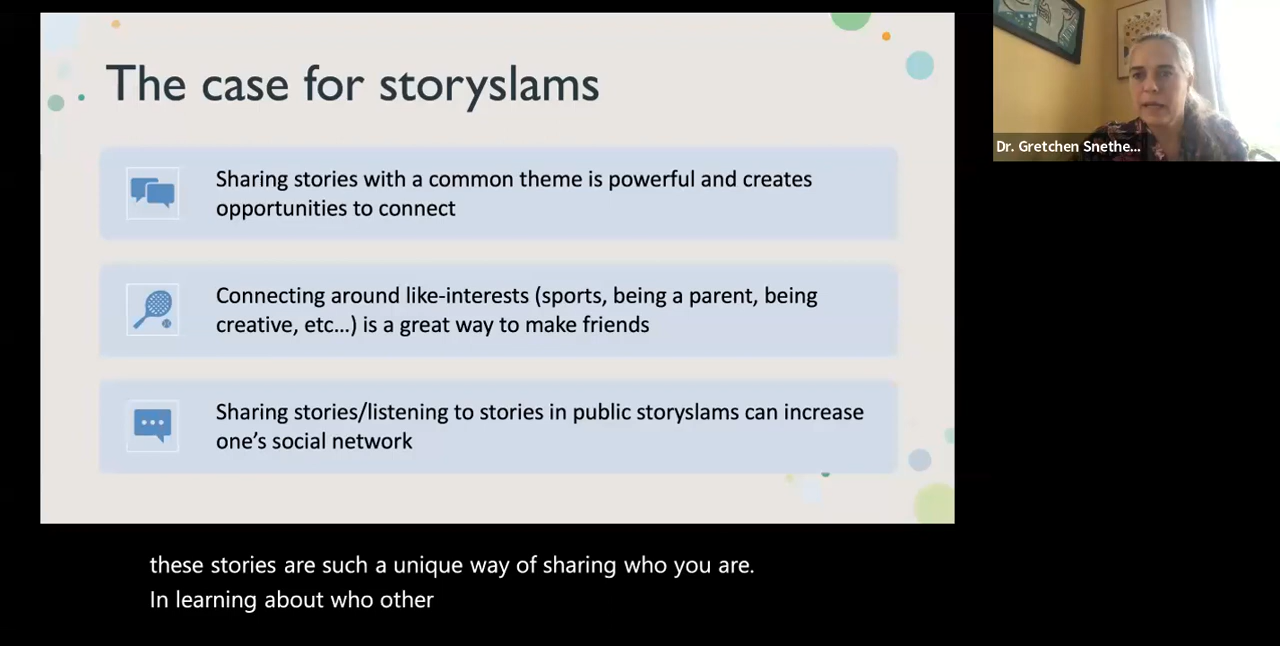 The case for storyslams
Sharing stories with a common theme is powerful and creates
opportunities to connect
Connecting around like-interests (sports, being a parent, being
creative, etc...) is a great way to make friends
Sharing stories/listening to stories in public storyslams can increase
one’s social network
Dr. Gretchen Snethe...
these stories are such a unique way of sharing who you are.
In learning about who other